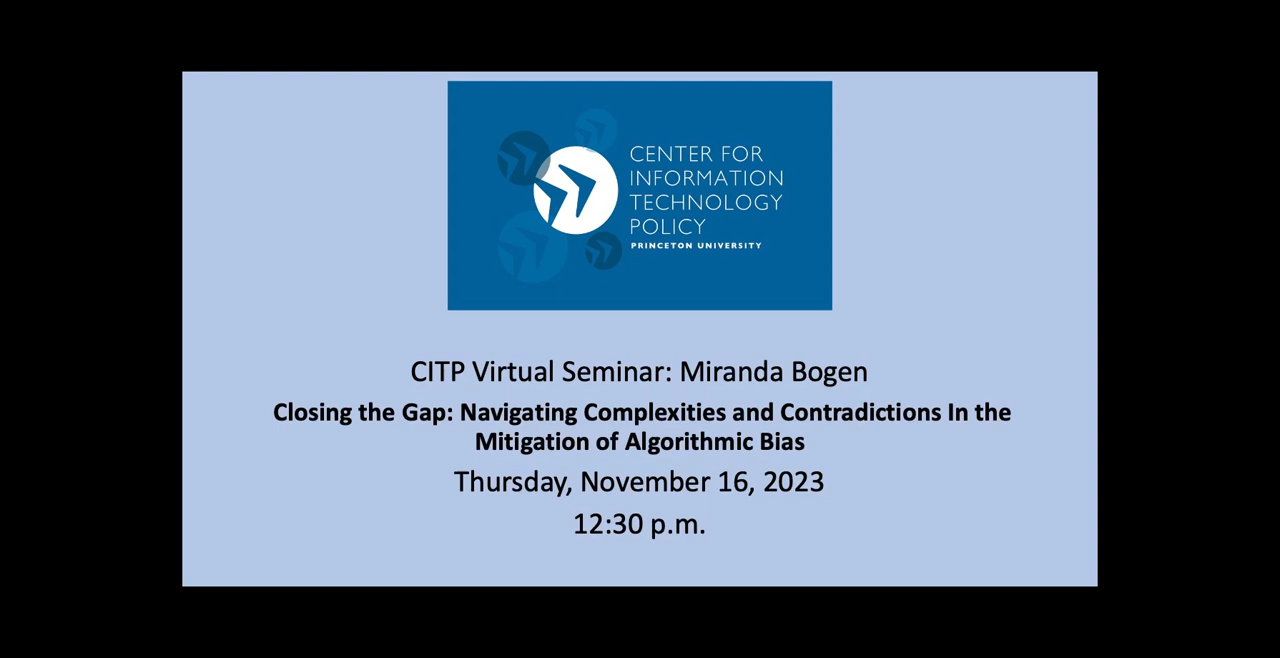 CENTER FOR
INFORMATION
TECHNOLOGY
POLICY
PRINCETON UNIVERSITY
CITP Virtual Seminar: Miranda Bogen
Closing the Gap: Navigating Complexities and Contradictions In the
Mitigation of Algorithmic Bias
Thursday, November 16, 2023
12:30 p.m.